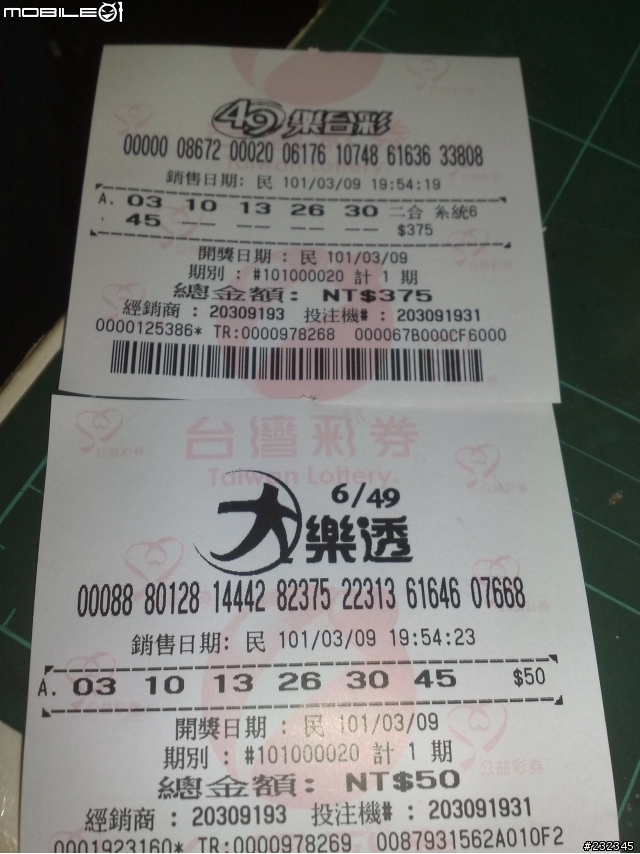 MOBILE01
49 樂合彩
00000 08672 00020 06176 10748 61636 33808
銷售日期: 民 101/03/09 19:54:19
A. 03 10 13 26 30 二合 系統6
. 45 -- -- -- -- $375
開獎日期 : 民 101/03/09
期別 : #101000020 計 1 期
總金額: NT$375
經銷商 : 20309193 投注機# : 203091931
0000125386* TR:0000978268 000067B000CF6000
台灣彩券
Taiwan Lottery.
公益彩券
6/49
大樂透
00088 80128 14442 82375 22313 61646 07668
銷售日期: 民 101/03/09 19:54:23
A. 03 10 13 26 30 45 $50
開獎日期 : 民 101/03/09
期別 : #101000020 計 1 期
公益彩券
總金額: NT$50
經銷商 : 20309193 投注機# : 203091931
0001923160* TR:0000978269 0087931562A010F2
#232345